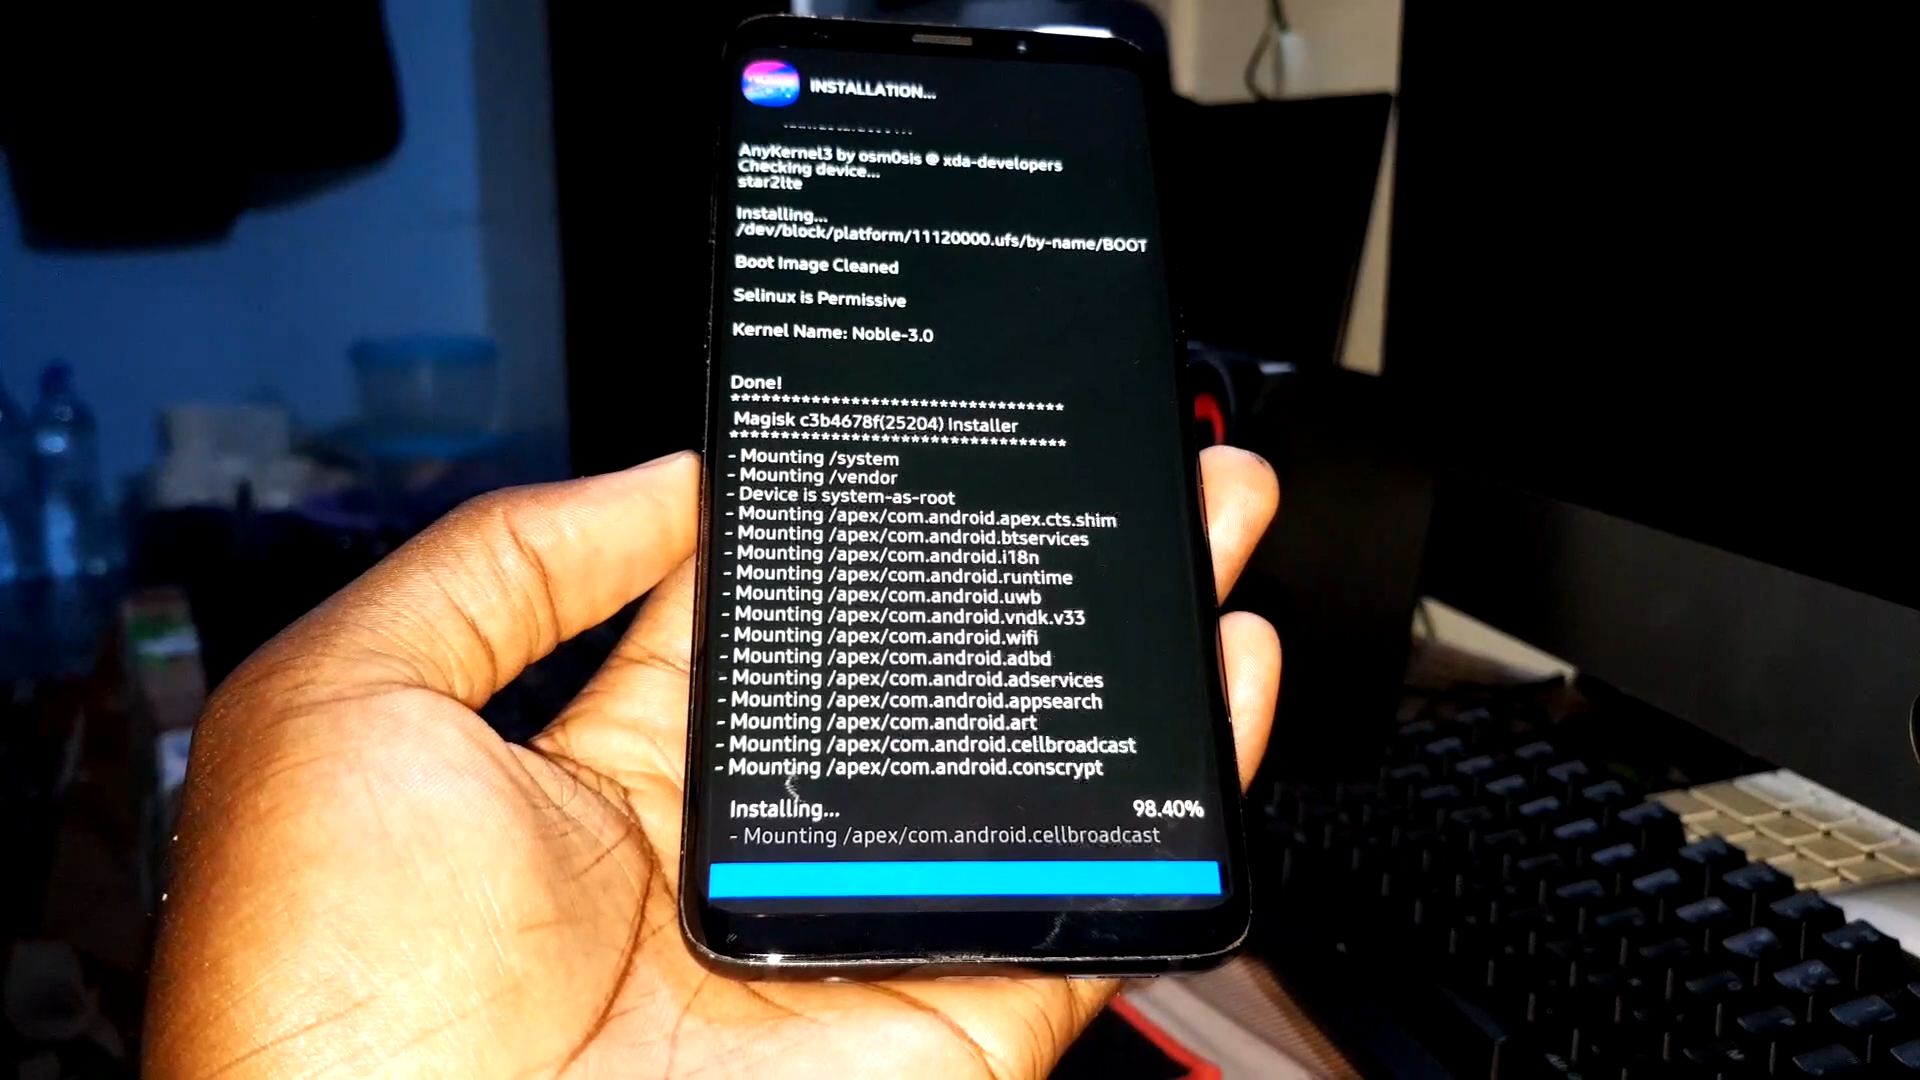 INSTALLATION...
AnyKernel3 by osm0sis @ xda-developers
Checking device...
star2lte
Installing...
/dev/block/platform/11120000.ufs/by-name/BOOT
Boot Image Cleaned
Selinux is Permissive
Kernel Name: Noble-3.0
Done!
*********************************
Magisk c3b4678f(25204) Installer
*********************************
- Mounting /system
- Mounting /vendor
- Device is system-as-root
- Mounting /apex/com.android.apex.cts.shim
- Mounting /apex/com.android.btservices
- Mounting /apex/com.android.i18n
- Mounting /apex/com.android.runtime
- Mounting /apex/com.android.uwb
- Mounting /apex/com.android.vndk.v33
- Mounting /apex/com.android.wifi
- Mounting /apex/com.android.adbd
- Mounting /apex/com.android.adservices
- Mounting /apex/com.android.appsearch
- Mounting /apex/com.android.art
- Mounting /apex/com.android.cellbroadcast
- Mounting /apex/com.android.conscrypt
Installing... 98.40%
- Mounting /apex/com.android.cellbroadcast